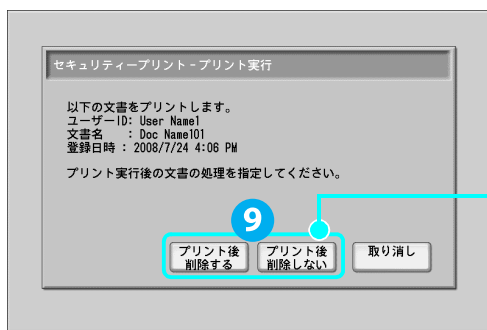 セキュリティープリント - プリント実行
以下の文書をプリントします。
ユーザーID: User Name1
文書名 : Doc Name101
登録日時 : 2008/7/24 4:06 PM
プリント実行後の文書の処理を指定してください。
9
プリント後
削除する
プリント後
削除しない
取り消し